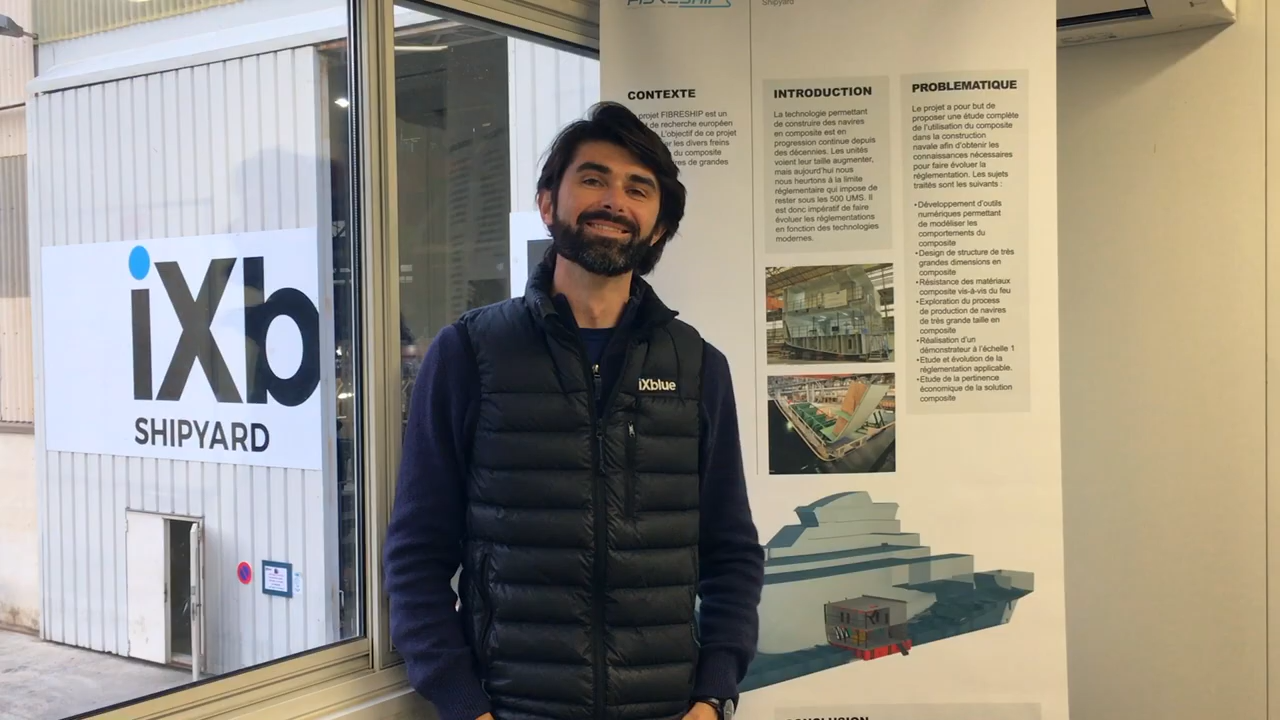 Shipyard
CONTEXTE
projet FIBRESHIP est un
de recherche européen
L'objectif de ce projet
les divers freins
du composite
de grandes
INTRODUCTION
La technologie permettant
de construire des navires
en composite est en
progression continue depuis
des décennies. Les unités
voient leur taille augmenter,
mais aujourd'hui nous
nous heurtons à la limite
réglementaire qui impose de
rester sous les 500 UMS. Il
est donc impératif de faire
évoluer les réglementations
en fonction des technologies
modernes.
PROBLEMATIQUE
Le projet a pour but de
proposer une étude complète
de l'utilisation du composite
dans la construction
navale afin d'obtenir les
connaissances nécessaires
pour faire évoluer la
réglementation. Les sujets
traités sont les suivants :
•Développement d'outils
numériques permettant
de modéliser les
comportements du
composite
•Design de structure de très
grandes dimensions en
composite
•Résistance des matériaux
composite vis-à-vis du feu
•Exploration du process
de production de navires
de très grande taille en
composite
•Réalisation d'un
démonstrateur à l'échelle 1
•Etude et évolution de la
réglementation applicable.
•Etude de la pertinence
économique de la solution
composite
iXb
SHIPYARD
iXblue